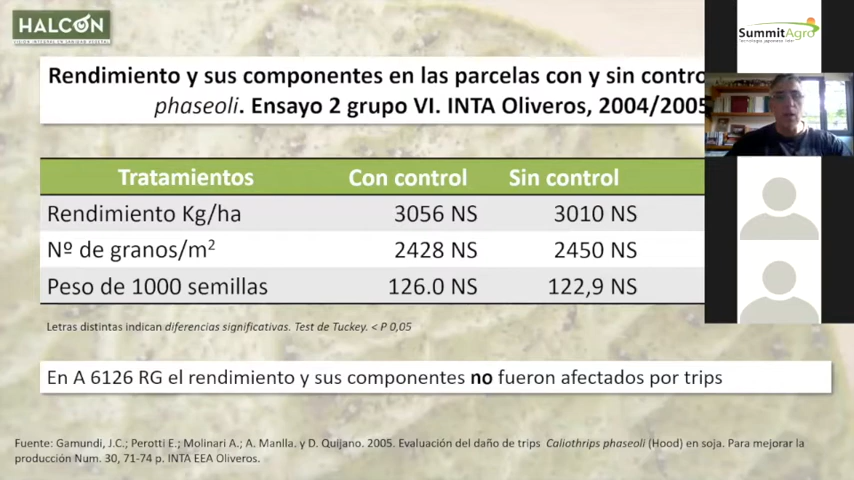 HALCÓN
SummitAgro
Rendimiento y sus componentes en las parcelas con y sin contro
phaseoli. Ensayo 2 grupo VI. INTA Oliveros, 2004/2005
Tratamientos Con control Sin control
Rendimiento Kg/ha 3056 NS 3010 NS
Nº de granos/m² 2428 NS 2450 NS
Peso de 1000 semillas 126.0 NS 122,9 NS
Letras distintas indican diferencias significativas. Test de Tuckey. < P 0,05
En A 6126 RG el rendimiento y sus componentes no fueron afectados por trips
Fuente: Gamundi, J.C.; Perotti E.; Molinari A.; A. Manlla. y D. Quijano. 2005. Evaluación del daño de trips Caliothrips phaseoli (Hood) en soja. Para mejorar la
producción Num. 30, 71-74 p. INTA EEA Oliveros.